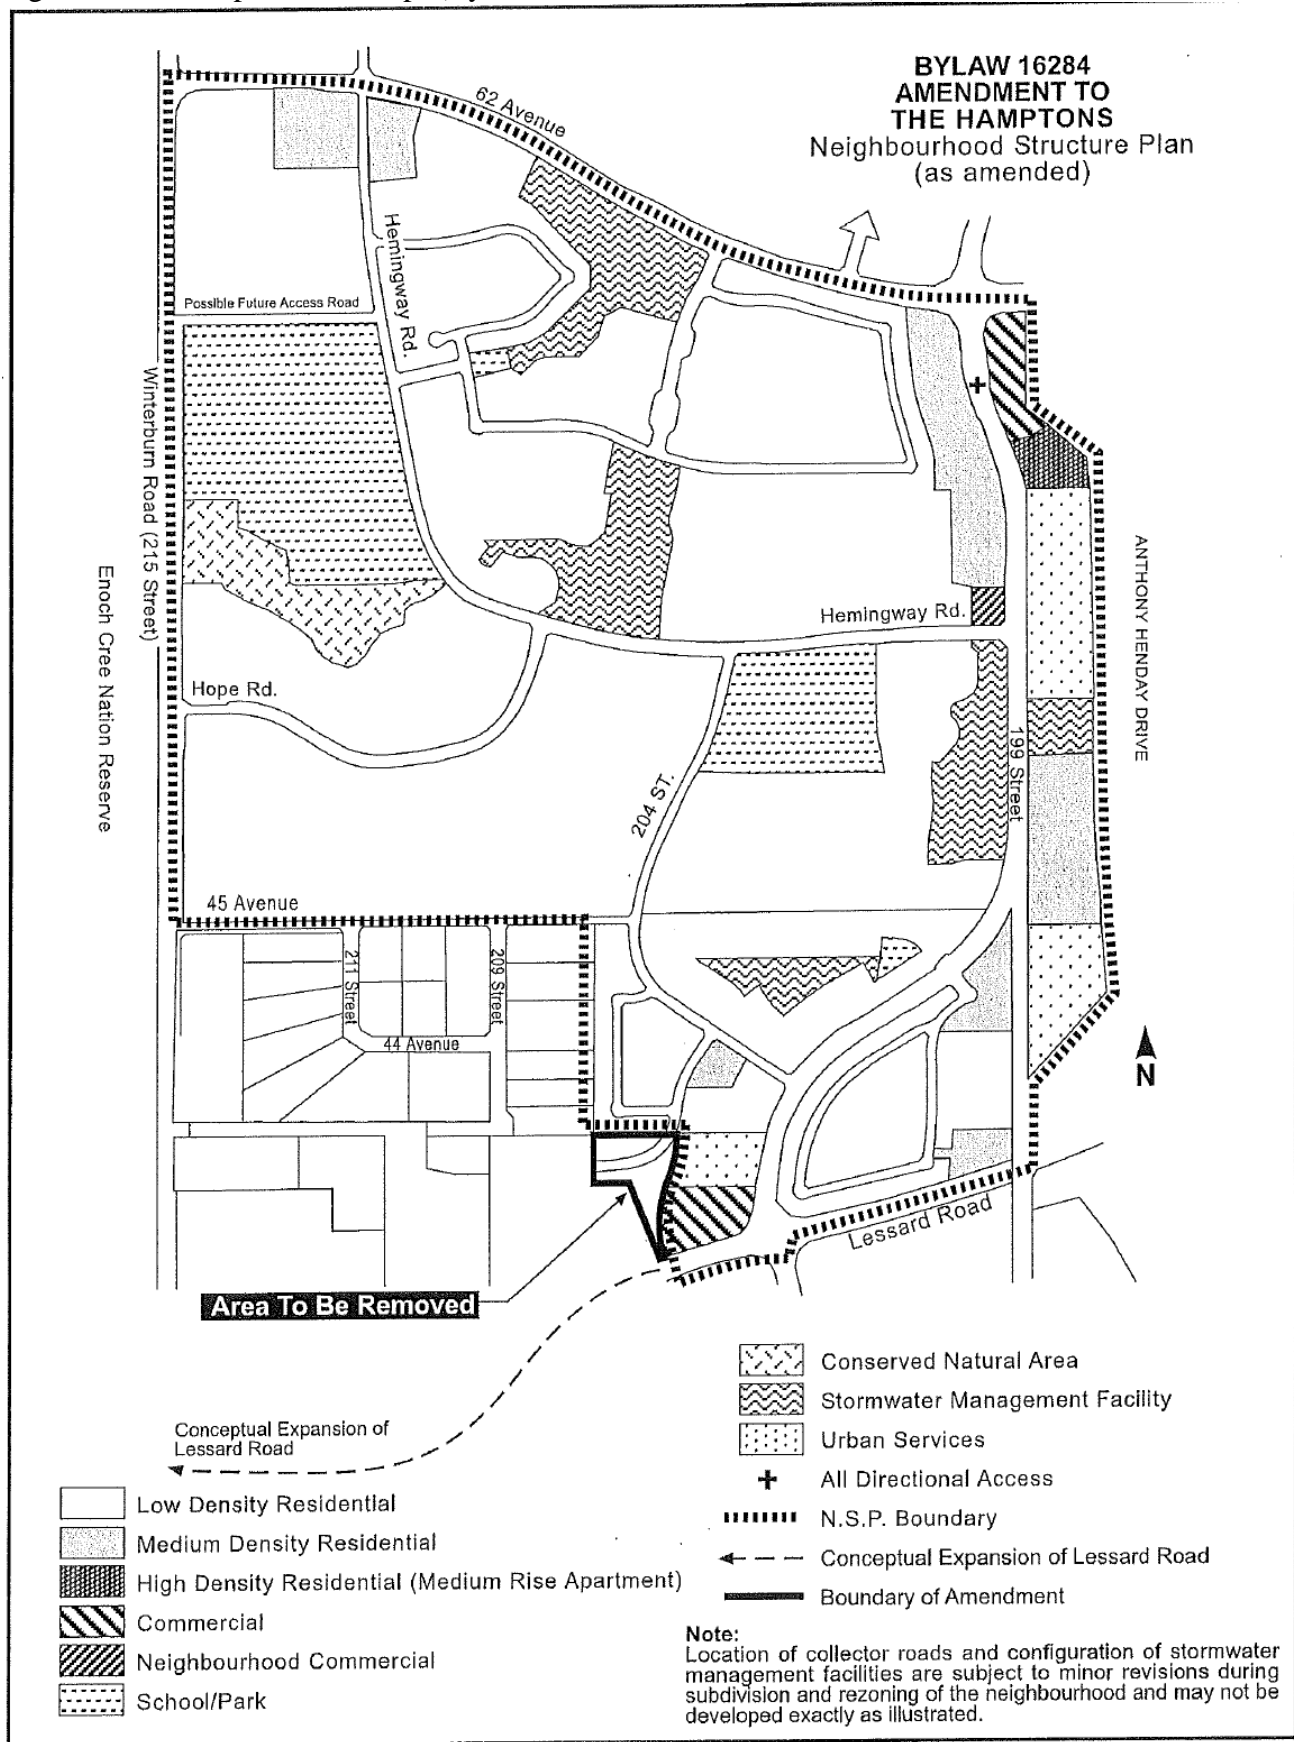 BYLAW 16284
AMENDMENT TO
THE HAMPTONS
Neighbourhood Structure Plan
(as amended)
62 Avenue
Hemingway Rd.
Possible Future Access Road
Winterburn Road (215 Street)
Enoch Cree Nation Reserve
ANTHONY HENDAY DRIVE
Hemingway Rd.
Hope Rd.
199 Street
204 ST.
45 Avenue
211 Street
209 Street
44 Avenue
N
Lessard Road
Area To Be Removed
Conceptual Expansion of
Lessard Road
Low Density Residential
Medium Density Residential
High Density Residential (Medium Rise Apartment)
Commercial
Neighbourhood Commercial
School/Park
Conserved Natural Area
Stormwater Management Facility
Urban Services
All Directional Access
N.S.P. Boundary
Conceptual Expansion of Lessard Road
Boundary of Amendment
Note:
Location of collector roads and configuration of stormwater
management facilities are subject to minor revisions during
subdivision and rezoning of the neighbourhood and may not be
developed exactly as illustrated.